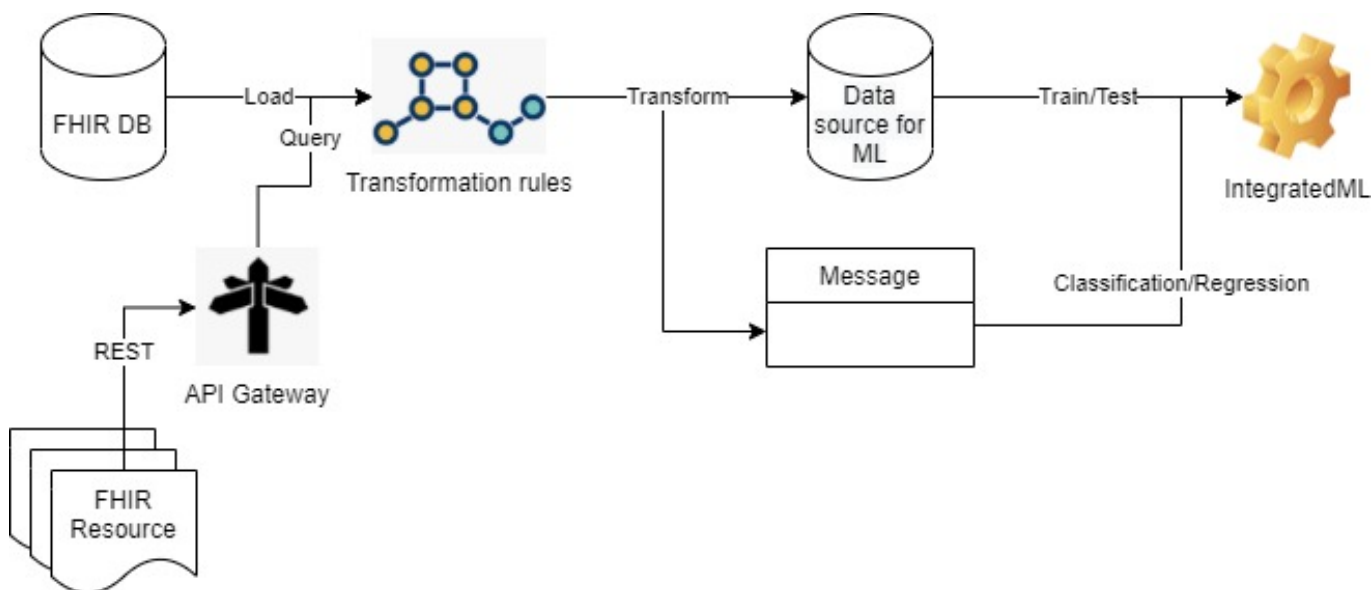 FHIR DB
Load
Query
Transformation rules
Transform
Data
source for
ML
Train/Test
IntegratedML
Message
Classification/Regression
REST
API Gateway
FHIR
Resource